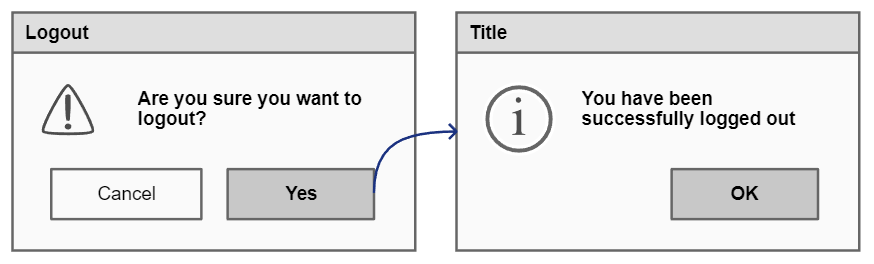 Logout
Are you sure you want to
logout?
Cancel
Yes
Title
i
You have been
successfully logged out
OK